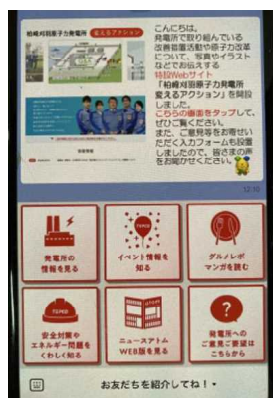 柏崎刈羽原子力発電所 変えるアクション
こんにちは。
発電所で取り組んでいる
改善措置活動や原子力改革
について、写真やイラスト
などでお伝えする
特設Webサイト
「柏崎刈羽原子力発電所
変えるアクション」を開設
しました。
こちらの画面をタップして、
ぜひご覧ください。
また、ご意見等をお寄せい
ただく入力フォームも設
けましたので、皆さまの声
をお聞かせください。
12:10
発電所の
情報を見る
TEPCO
イベント情報を
知る
グルメレポ
マンガを読む
TEPCO
安全対策や
エネルギー問題を
くわしく知る
ニュースアトム
WEB版を見る
?
発電所への
ご意見ご要望は
こちらから
お友だちを紹介してね!